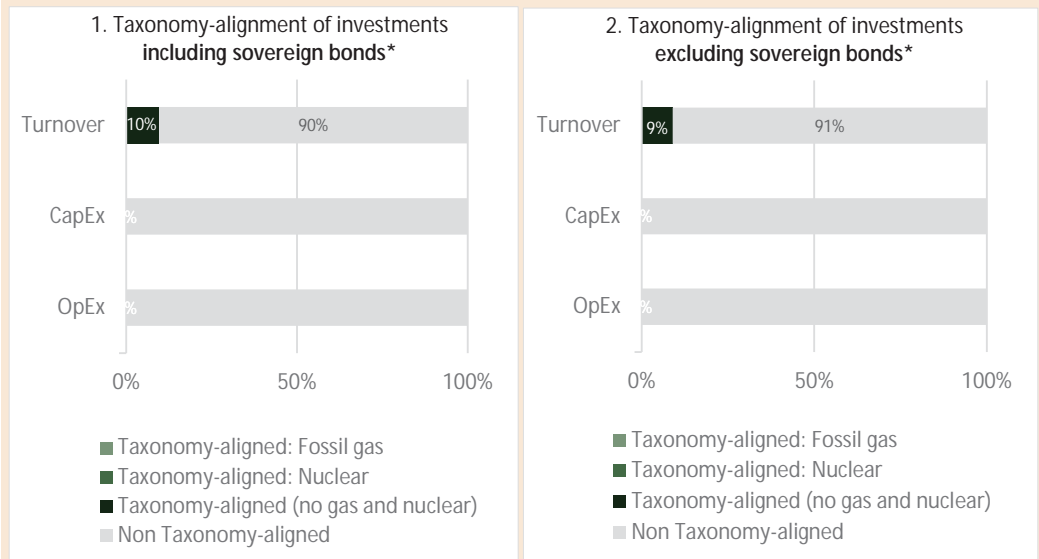 1. Taxonomy-alignment of investments
including sovereign bonds*
Turnover
10%
90%
CapEx
%
OpEx
%
0%
50%
100%
Taxonomy-aligned: Fossil gas
Taxonomy-aligned: Nuclear
Taxonomy-aligned (no gas and nuclear)
Non Taxonomy-aligned
2. Taxonomy-alignment of investments
excluding sovereign bonds*
Turnover
9%
91%
CapEx
%
OpEx
%
0%
50%
100%
Taxonomy-aligned: Fossil gas
Taxonomy-aligned: Nuclear
Taxonomy-aligned (no gas and nuclear)
Non Taxonomy-aligned